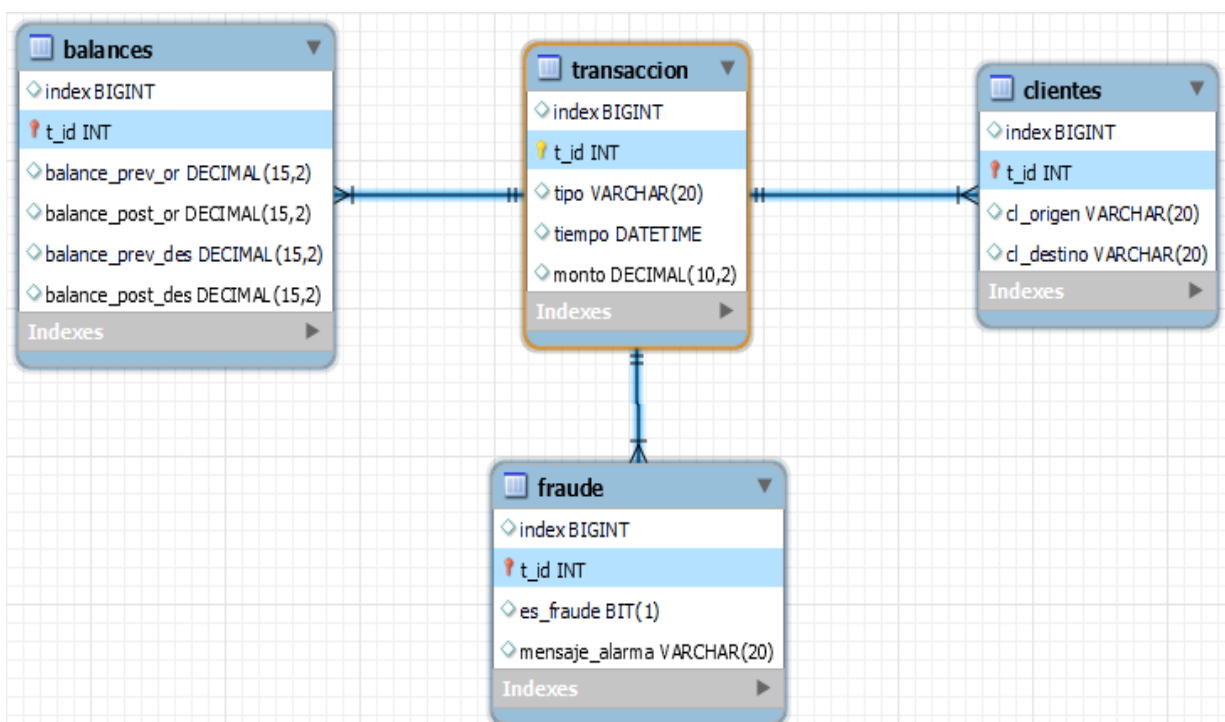 balances
index BIGINT
t_id INT
balance_prev_or DECIMAL(15,2)
balance_post_or DECIMAL(15,2)
balance_prev_des DECIMAL(15,2)
balance_post_des DECIMAL(15,2)
Indexes
transaccion
index BIGINT
t_id INT
tipo VARCHAR(20)
tiempo DATETIME
monto DECIMAL(10,2)
Indexes
clientes
index BIGINT
t_id INT
cl_origen VARCHAR(20)
cl_destino VARCHAR(20)
Indexes
fraude
index BIGINT
t_id INT
es_fraude BIT(1)
mensaje_alarma VARCHAR(20)
Indexes